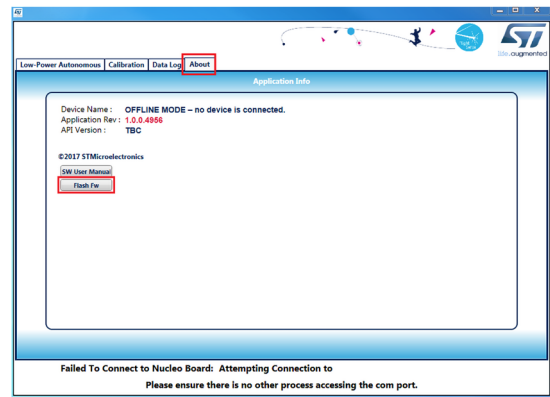 life.augmented
Low-Power Autonomous Calibration Data Log About
Application Info
Device Name : OFFLINE MODE – no device is connected.
Application Rev : 1.0.0.4956
API Version : TBC
©2017 STMicroelectronics
SW User Manual
Flash Fw
Failed To Connect to Nucleo Board: Attempting Connection to
Please ensure there is no other process accessing the com port.